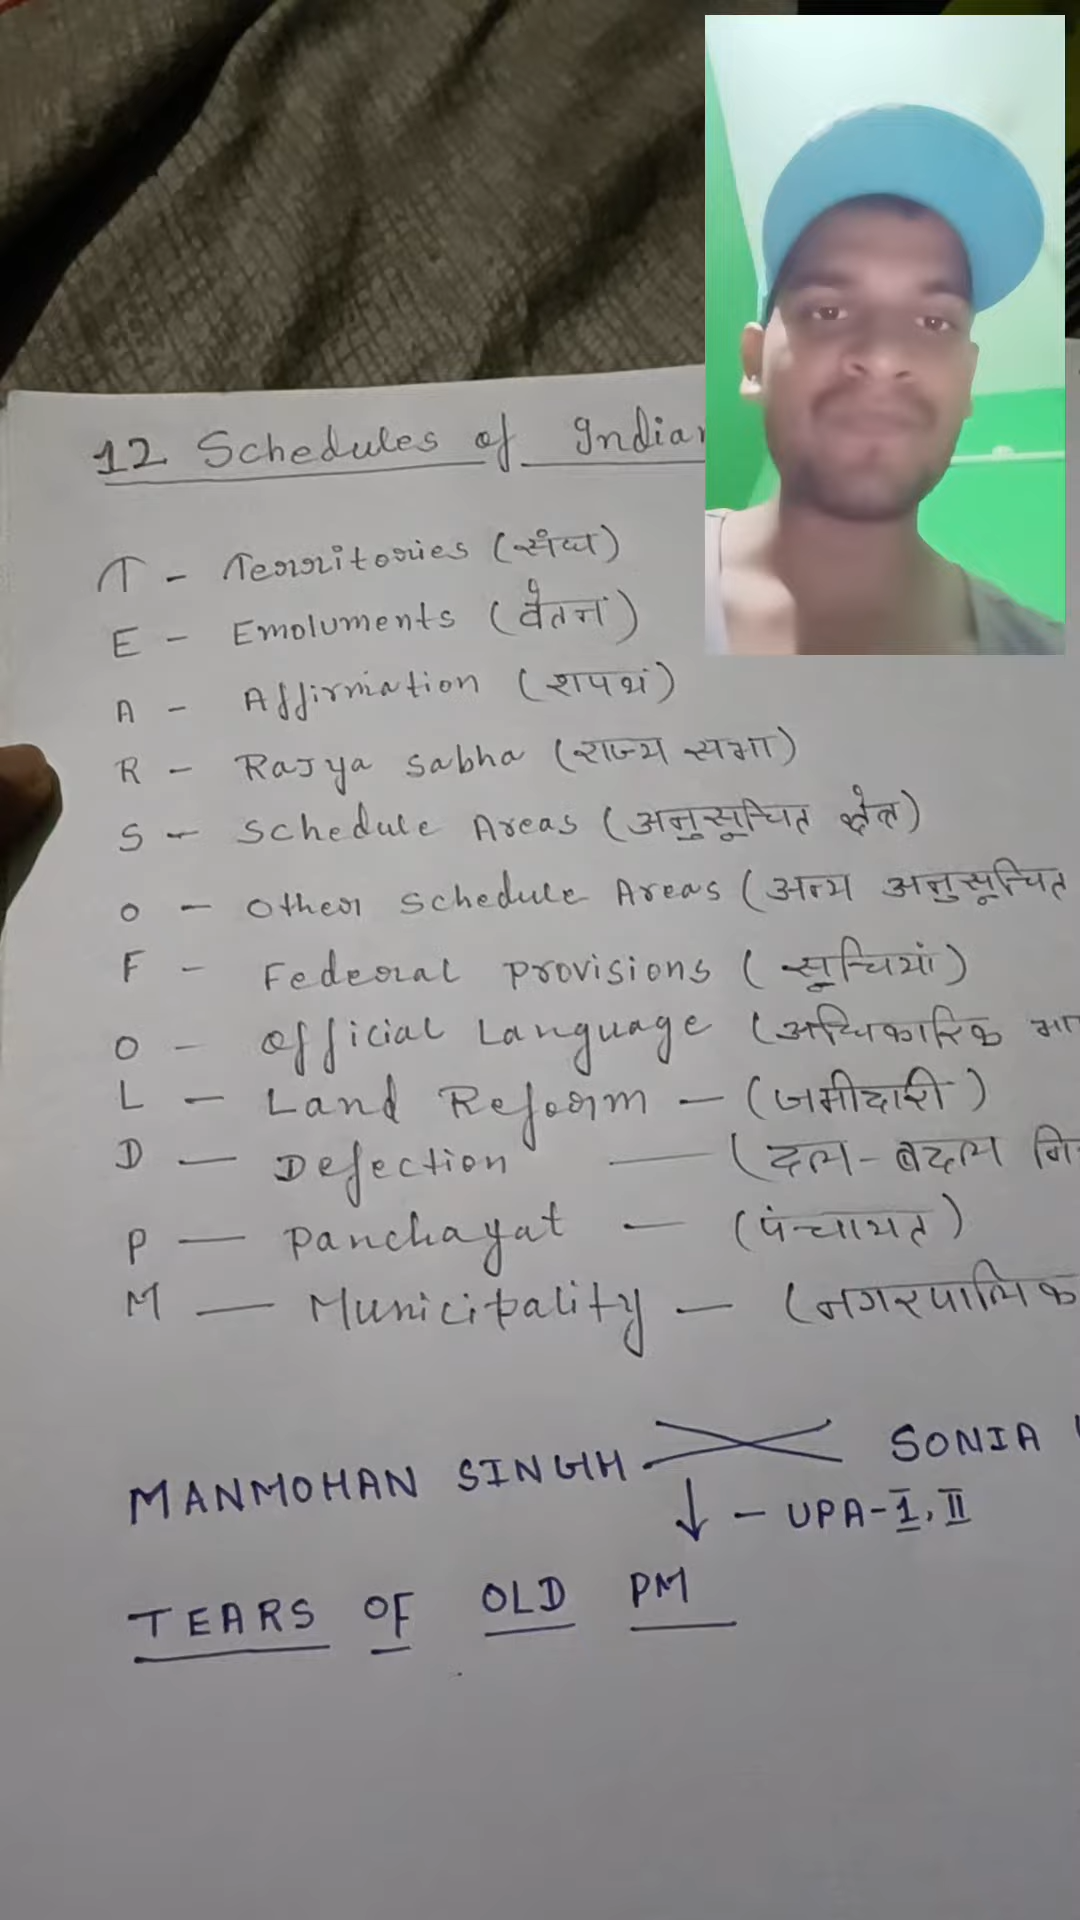 12 Schedules of Indian
T - Territories (संघ)
E - Emoluments (वेतन)
A - Affirmation (शपथ)
R - Rajya sabha (राज्य सभा)
S - Schedule Areas (अनुसूचित क्षेत्र)
O - Other Schedule Areas (अन्य अनुसूचित
F - Federal provisions (सूचियां)
O - Official Language (अधिकारिक भा
L - Land Reform - (जमीदारी)
D - Defection - (दल-बदल नि
P - Panchayat - (पंचायत)
M - Municipality - (नगरपालिक
MANMOHAN SINGH SONIA
↓ - UPA-I, II
TEARS OF OLD PM